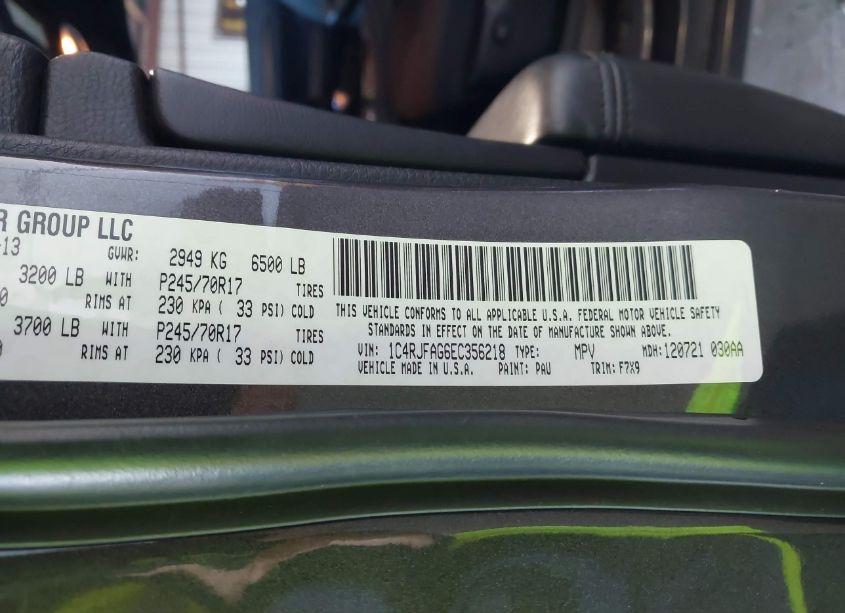 R GROUP LLC
-13 GVWR: 2949 KG 6500 LB
3200 LB WITH P245/70R17 TIRES
0 RIMS AT 230 KPA ( 33 PSI) COLD
3700 LB WITH P245/70R17 TIRES
0 RIMS AT 230 KPA ( 33 PSI) COLD
THIS VEHICLE CONFORMS TO ALL APPLICABLE U.S.A. FEDERAL MOTOR VEHICLE SAFETY
STANDARDS IN EFFECT ON THE DATE OF MANUFACTURE SHOWN ABOVE.
VIN: 1C4RJFAG6EC356218 TYPE: MPV MDH:120721 030AA
VEHICLE MADE IN U.S.A. PAINT: PAU TRIM: F7X9